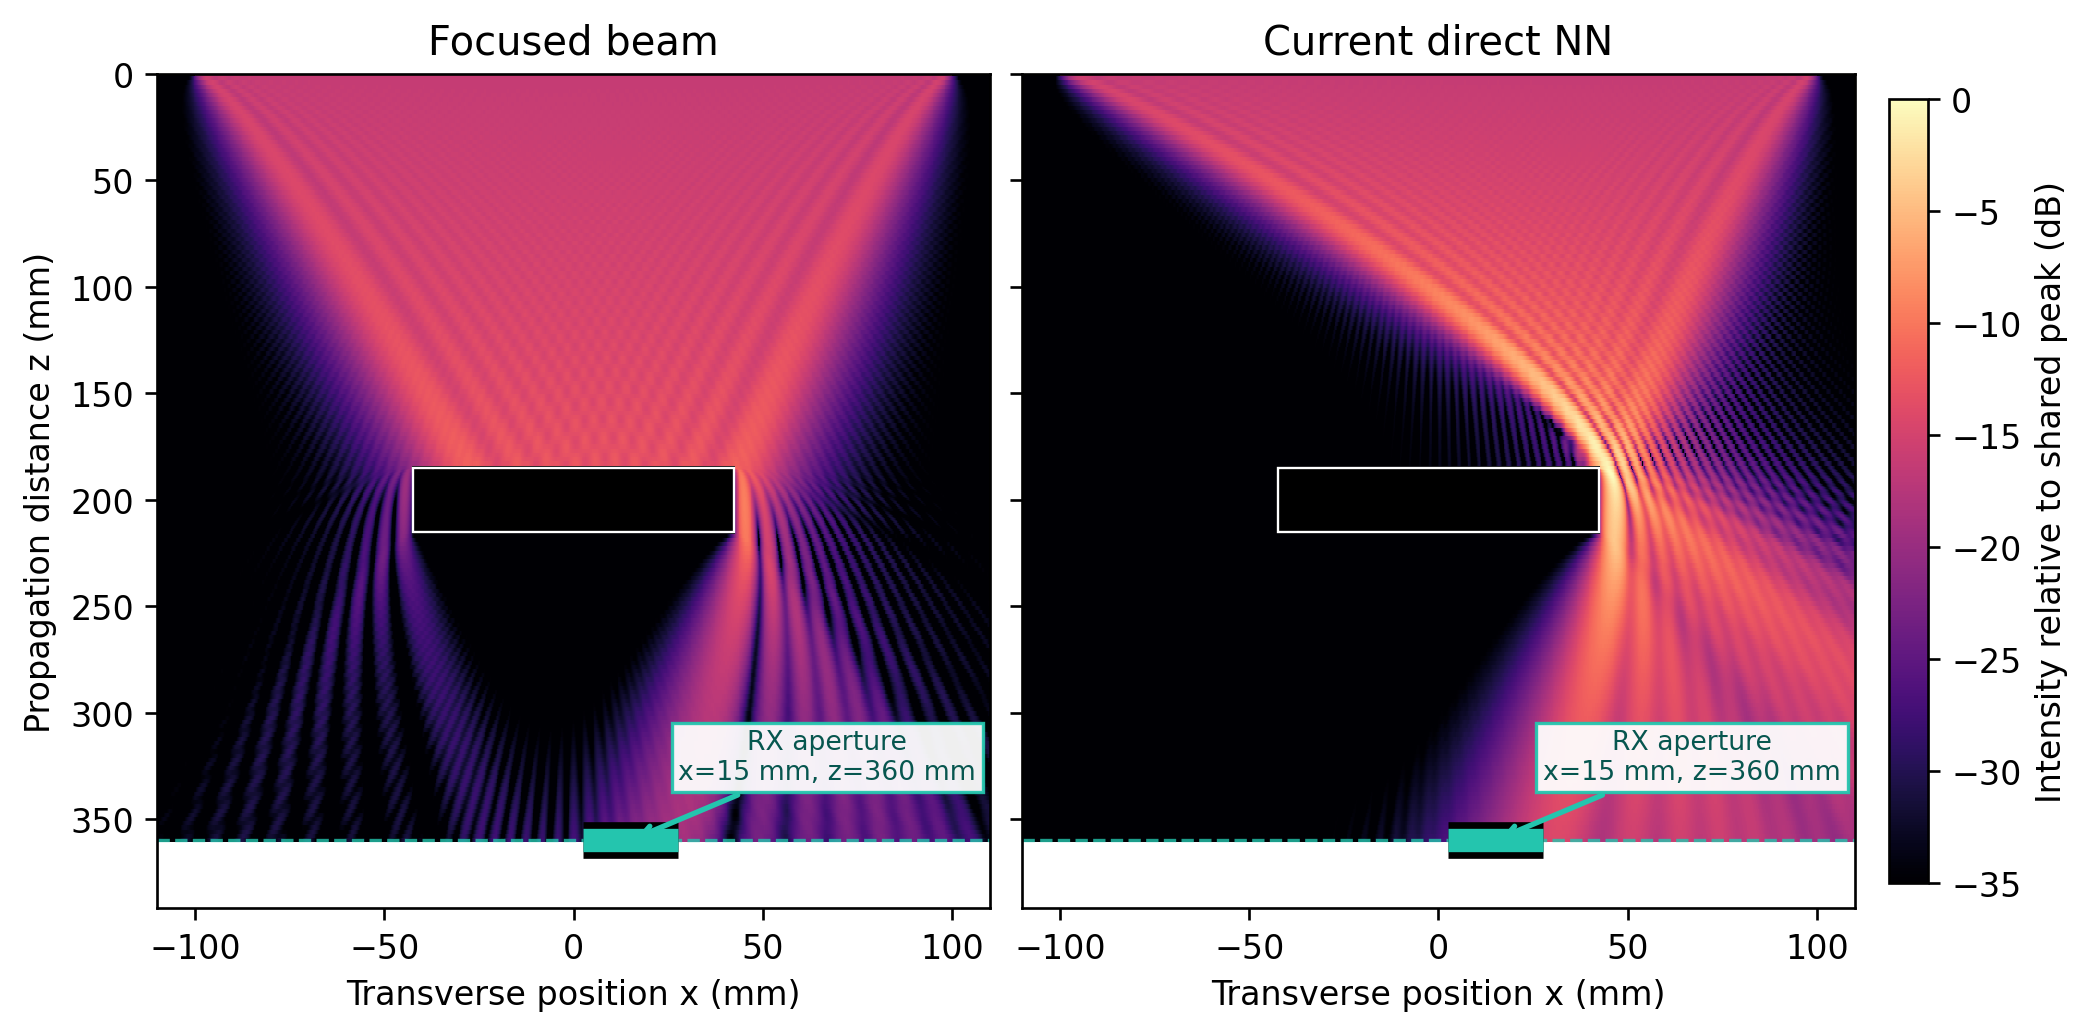 Focused beam
Current direct NN
0
50
100
150
200
250
300
350
Propagation distance z (mm)
RX aperture
x=15 mm, z=360 mm
RX aperture
x=15 mm, z=360 mm
−100
−50
0
50
100
−100
−50
0
50
100
Transverse position x (mm)
Transverse position x (mm)
0
−5
−10
−15
−20
−25
−30
−35
Intensity relative to shared peak (dB)